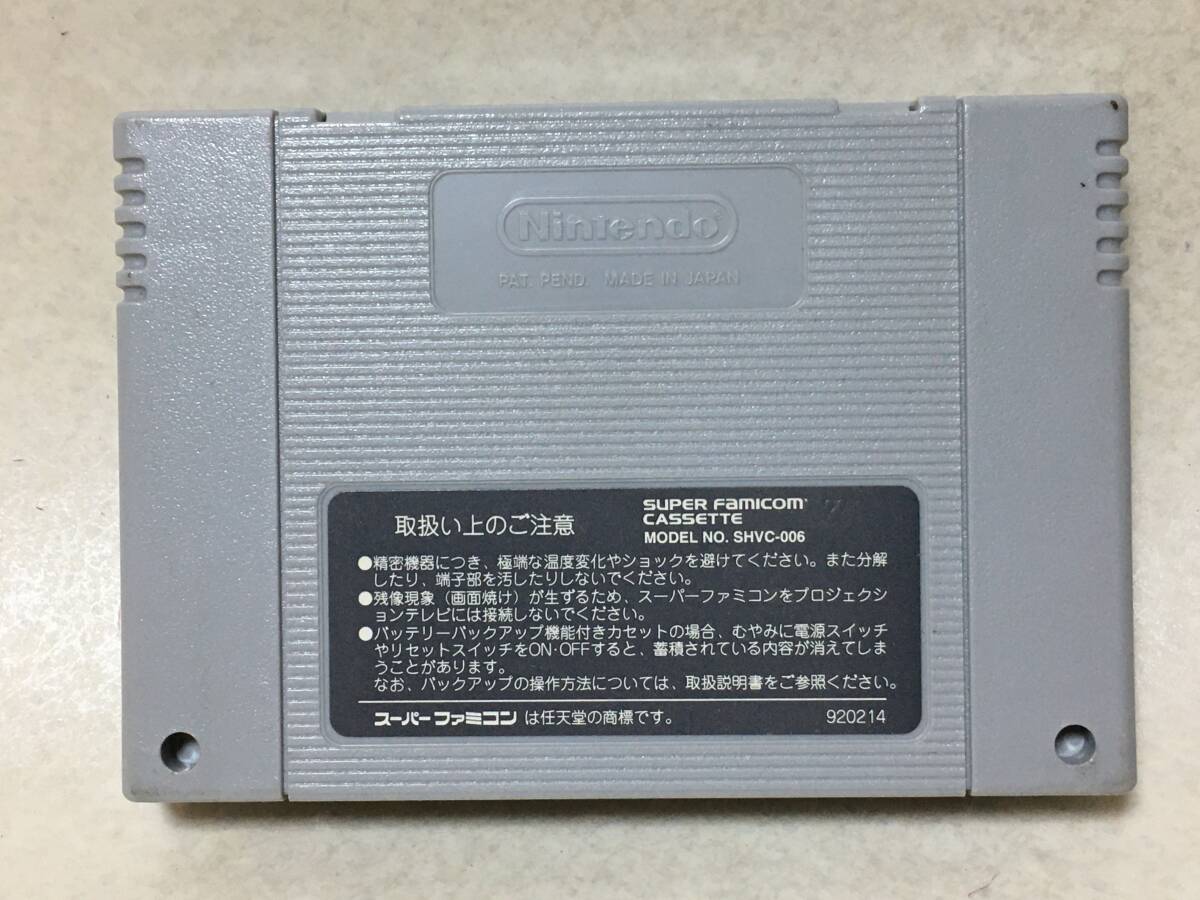 Nintendo
PAT. PEND. MADE IN JAPAN
取扱い上のご注意
SUPER FAMICOM
CASSETTE
MODEL NO. SHVC-006
●精密機器につき、極端な温度変化やショックを避けてください。また分解
したり、端子部を汚したりしないでください。
●残像現象（画面焼け）が生ずるため、スーパーファミコンをプロジェクシ
ョンテレビには接続しないでください。
●バッテリーバックアップ機能付きカセットの場合、むやみに電源スイッチ
やリセットスイッチをON·OFFすると、蓄積されている内容が消えてしま
うことがあります。
なお、バックアップの操作方法については、取扱説明書をご参照ください。
スーパーファミコン は任天堂の商標です。
920214